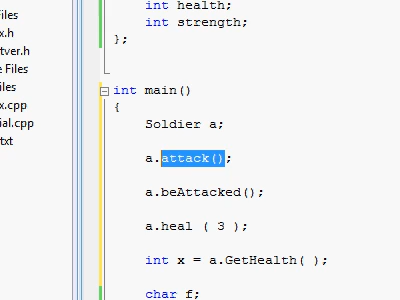 iles
x.h
tver.h
e Files
iles
x.cpp
ial.cpp
txt
int health;
int strength;
};
int main()
{
Soldier a;
a.attack();
a.beAttacked();
a.heal ( 3 );
int x = a.GetHealth( );
char f;